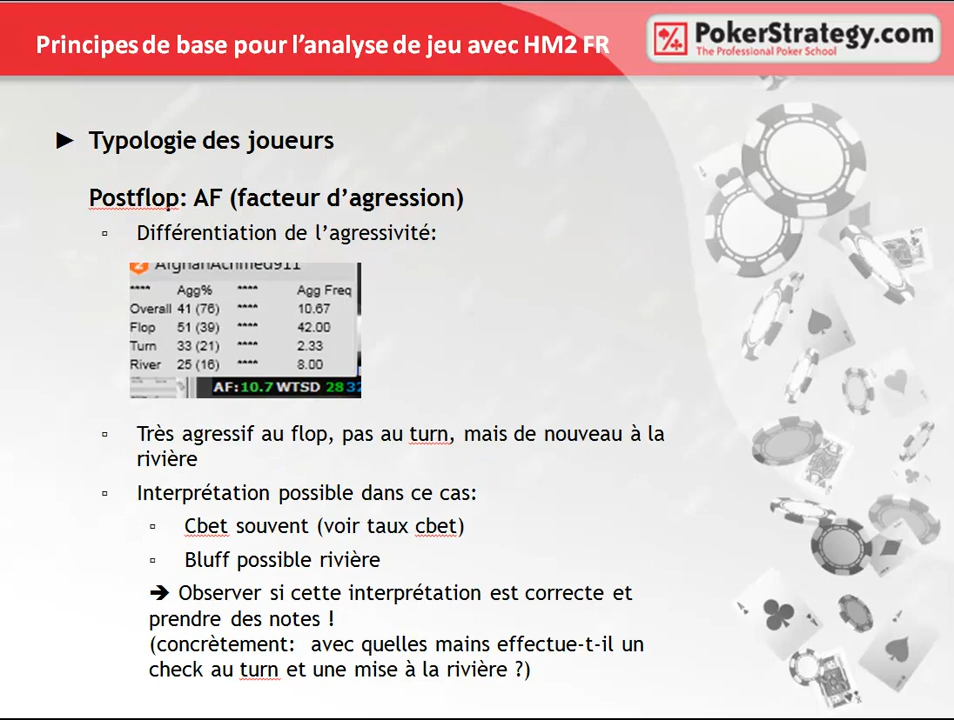 Principes de base pour l'analyse de jeu avec HM2 FR
PokerStrategy.com
The Professional Poker School
► Typologie des joueurs
Postflop: AF (facteur d'agression)
▫ Différentiation de l'agressivité:
AfghanAchmed911
**** Agg% **** Agg Freq
Overall 41 (76) **** 10.67
Flop 51 (39) **** 42.00
Turn 33 (21) **** 2.33
River 25 (16) **** 8.00
AF:10.7 WTSD 28 32
▫ Très agressif au flop, pas au turn, mais de nouveau à la
rivière
▫ Interprétation possible dans ce cas:
▫ Cbet souvent (voir taux cbet)
▫ Bluff possible rivière
➔ Observer si cette interprétation est correcte et
prendre des notes !
(concrètement: avec quelles mains effectue-t-il un
check au turn et une mise à la rivière ?)